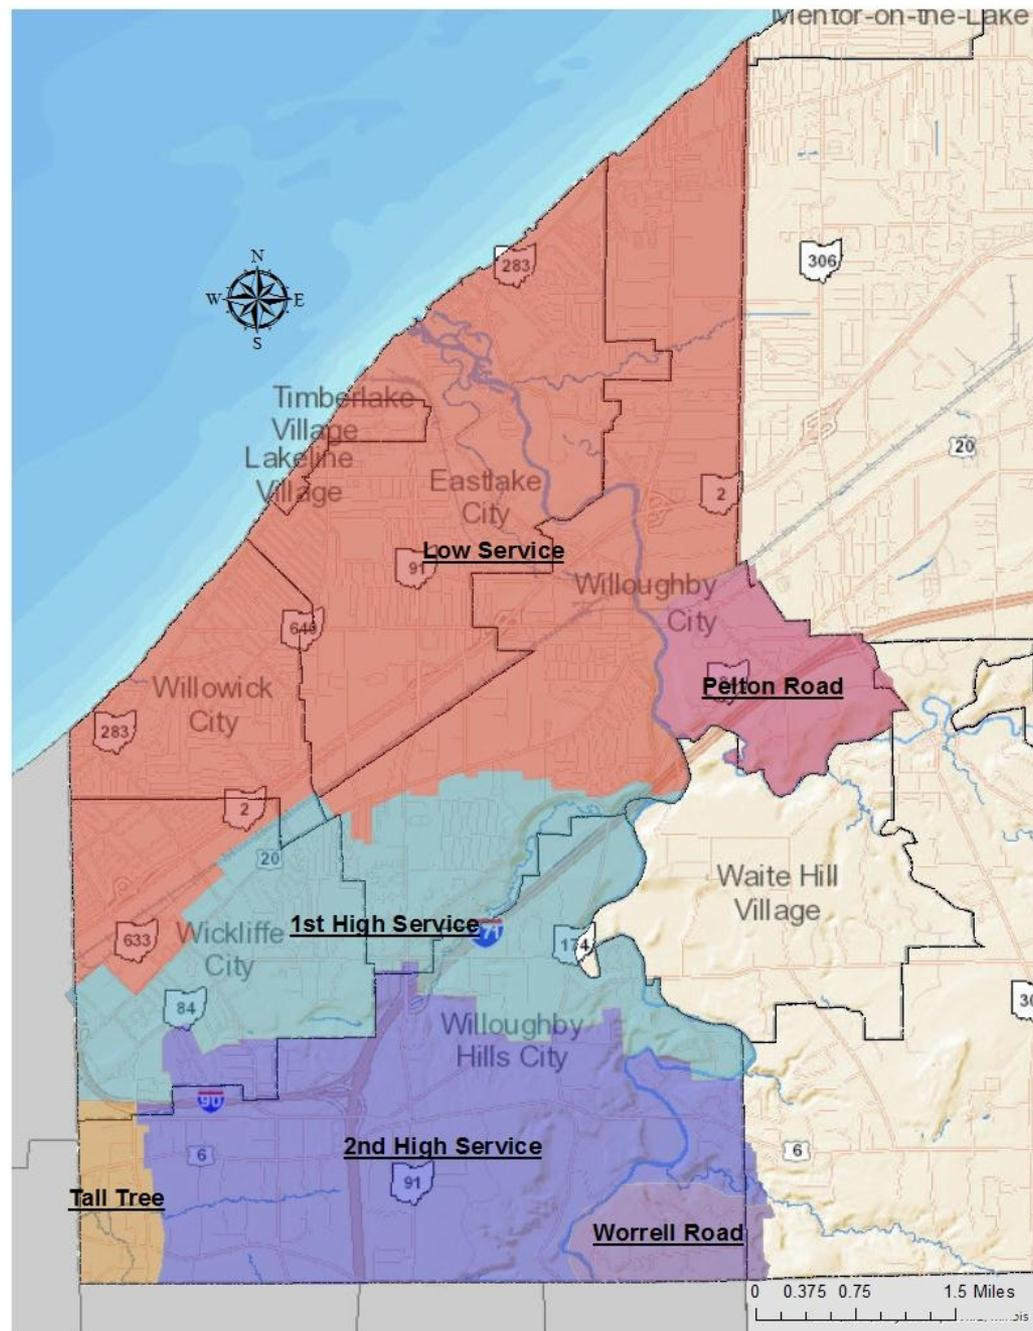 Mentor-on-the-Lake
N
W E
S
283
306
Timberlake
Village
Lakeline
Village
20
Eastlake
City
2
Low Service
91
Willoughby
City
640
Pelton Road
Willowick
City
283
2
20
Waite Hill
Village
1st High Service
271
174
633
Wickliffe
City
84
Willoughby
Hills City
90
2nd High Service
6
6
91
Tall Tree
Worrell Road
0 0.375 0.75 1.5 Miles